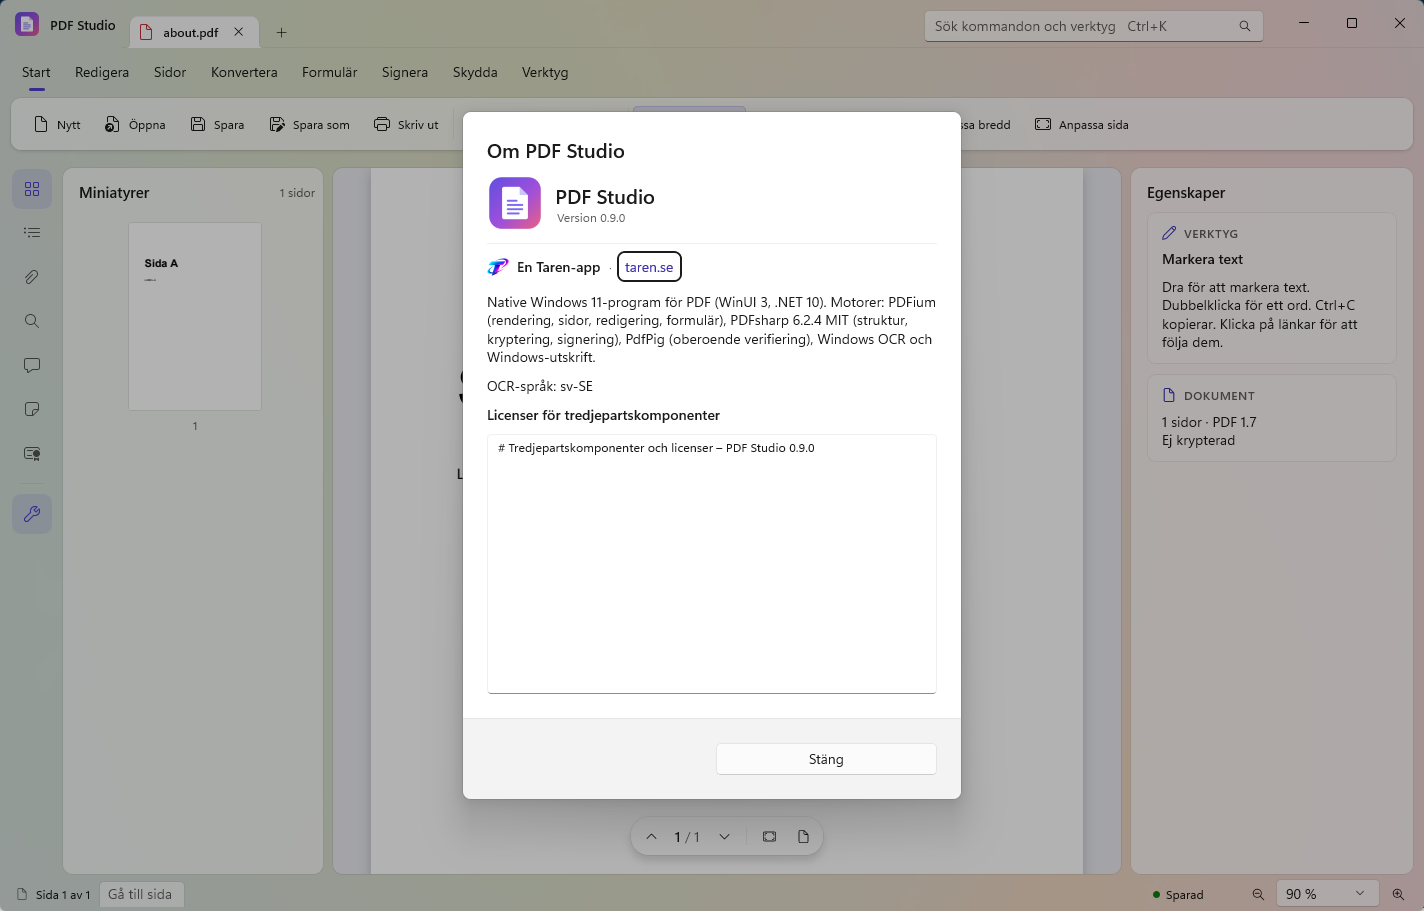 PDF Studio
about.pdf
Sök kommandon och verktyg Ctrl+K
Start Redigera Sidor Konvertera Formulär Signera Skydda Verktyg
Nytt Öppna Spara Spara som Skriv ut
bredd Anpassa sida
Miniatyrer 1 sidor
Sida A
1
Om PDF Studio
PDF Studio
Version 0.9.0
En Taren-app · taren.se
Native Windows 11-program för PDF (WinUI 3, .NET 10). Motorer: PDFium
(rendering, sidor, redigering, formulär), PDFsharp 6.2.4 MIT (struktur,
kryptering, signering), PdfPig (oberoende verifiering), Windows OCR och
Windows-utskrift.
OCR-språk: sv-SE
Licenser för tredjepartskomponenter
# Tredjepartskomponenter och licenser – PDF Studio 0.9.0
Stäng
Egenskaper
VERKTYG
Markera text
Dra för att markera text.
Dubbelklicka för ett ord. Ctrl+C
kopierar. Klicka på länkar för att
följa dem.
DOKUMENT
1 sidor · PDF 1.7
Ej krypterad
1 / 1
Sida 1 av 1 Gå till sida
Sparad 90 %